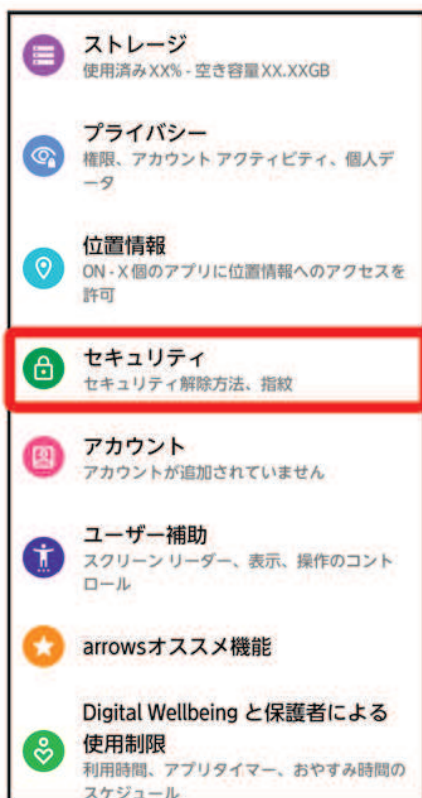 ストレージ
使用済みXX% - 空き容量XX.XXGB
プライバシー
権限、アカウント アクティビティ、個人デ
ータ
位置情報
ON - X 個のアプリに位置情報へのアクセスを
許可
セキュリティ
セキュリティ解除方法、指紋
アカウント
アカウントが追加されていません
ユーザー補助
スクリーン リーダー、表示、操作のコント
ロール
arrowsオススメ機能
Digital Wellbeing と保護者による
使用制限
利用時間、アプリタイマー、おやすみ時間の
スケジュール